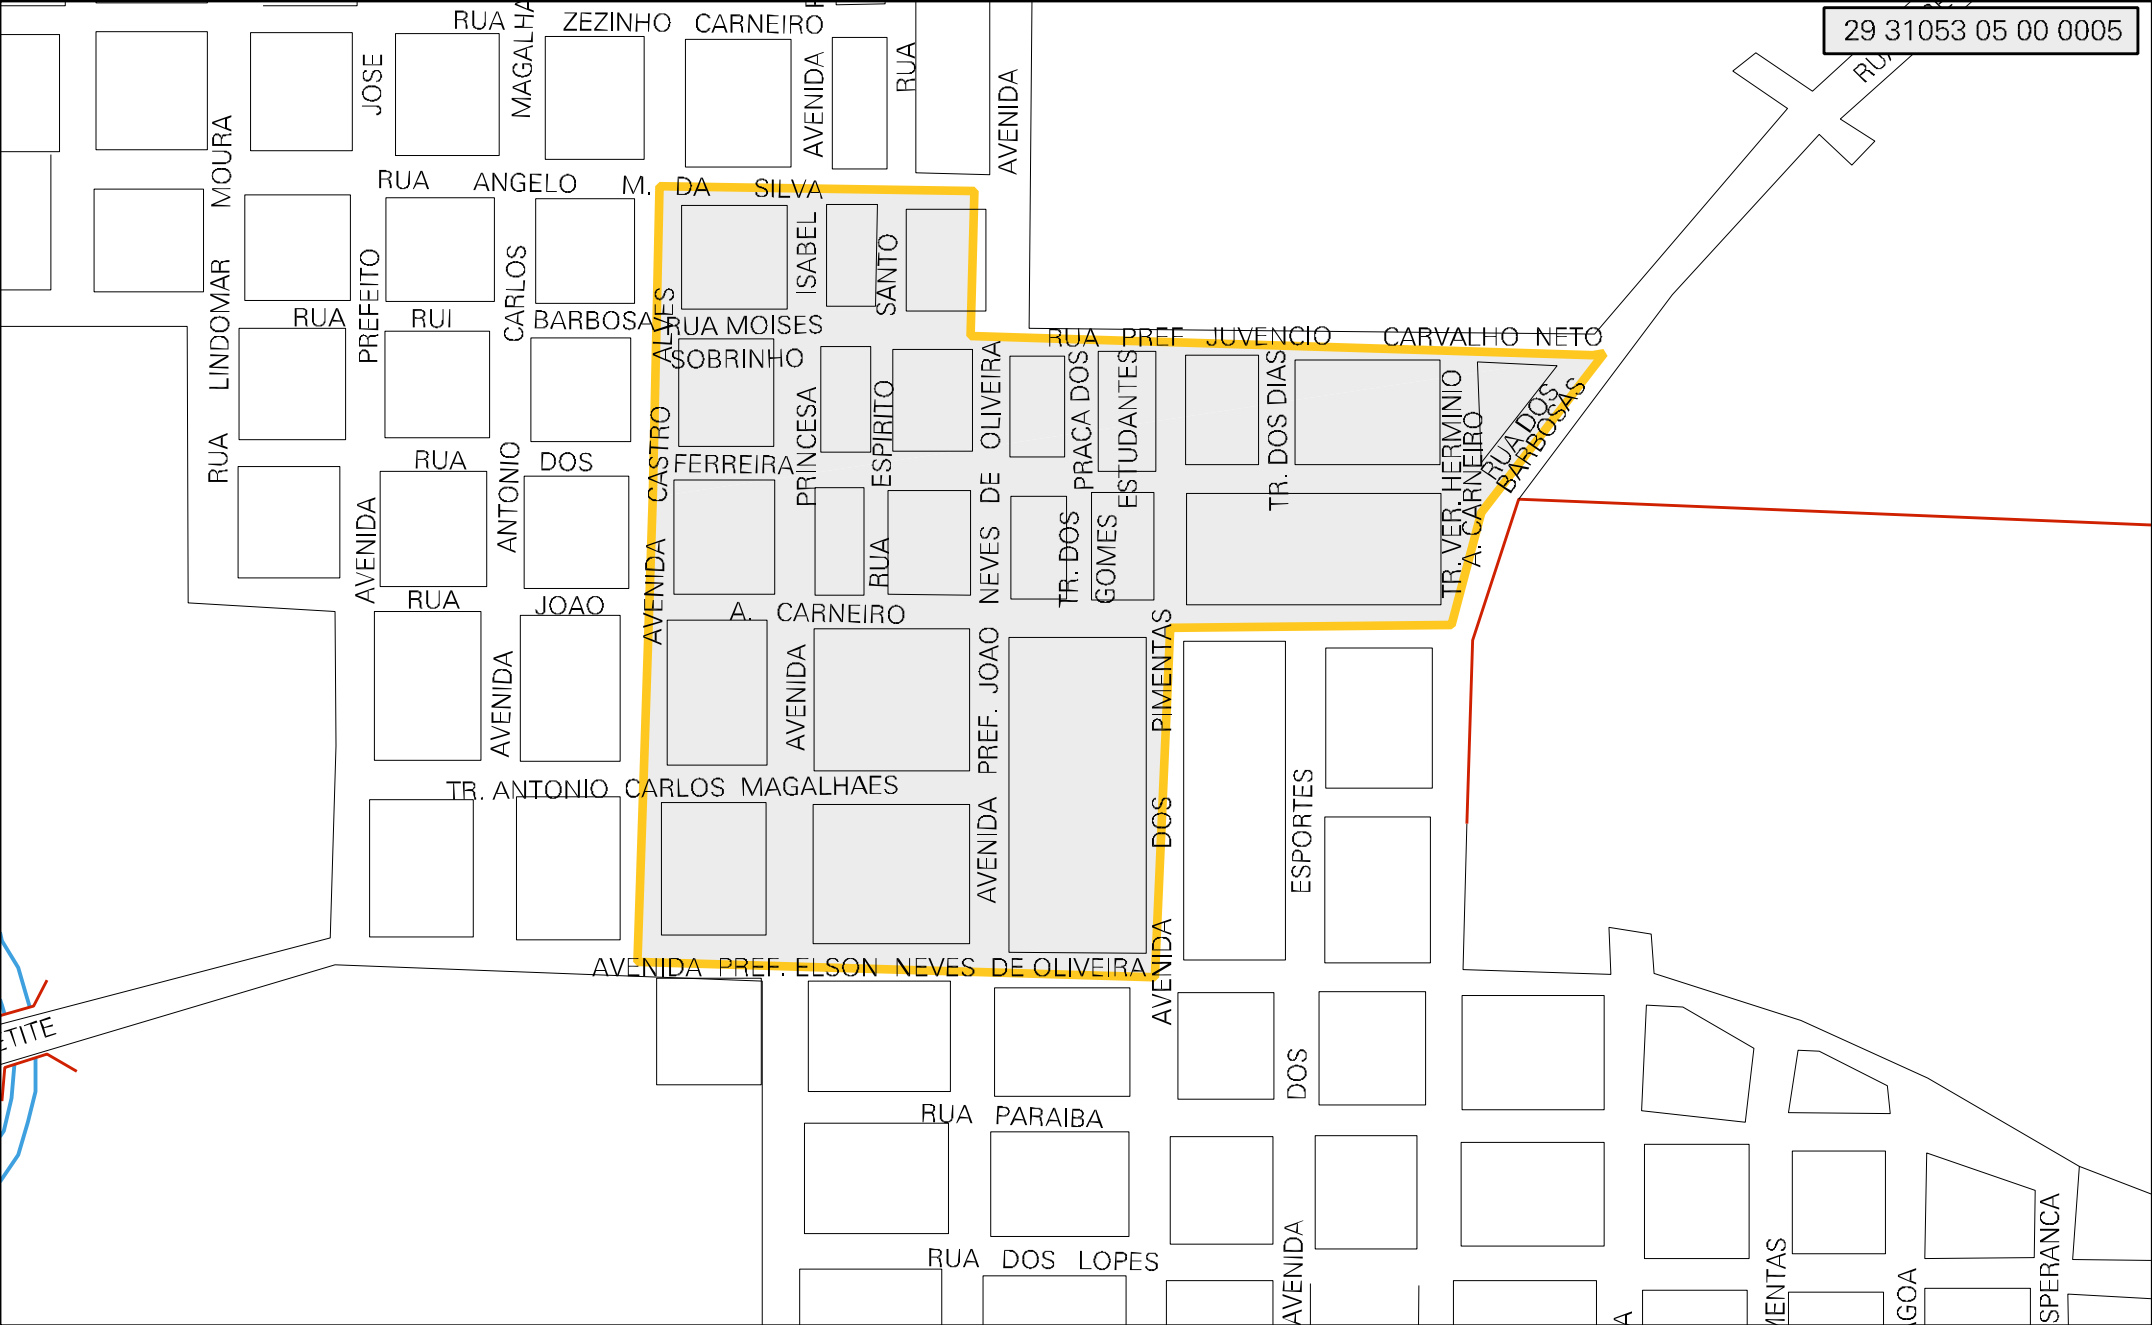 29 31053 05 00 0005
RUA ZEZINHO CARNEIRO
RUA ANGELO M. DA SILVA
RUA RUI BARBOSA
RUA MOISES
SOBRINHO
RUA PREF JUVENCIO CARVALHO NETO
RUA DOS FERREIRA
RUA JOAO A. CARNEIRO
TR. ANTONIO CARLOS MAGALHAES
AVENIDA PREF. ELSON NEVES DE OLIVEIRA
RUA PARAIBA
RUA DOS LOPES
RUA LINDOMAR MOURA
AVENIDA PREFEITO JOSE
AVENIDA ANTONIO CARLOS
AVENIDA CASTRO ALVES
AVENIDA PRINCESA ISABEL
AVENIDA
RUA ESPIRITO SANTO
RUA
AVENIDA PREF. JOAO NEVES DE OLIVEIRA
AVENIDA
PRACA DOS
ESTUDANTES
TR. DOS
GOMES
AVENIDA DOS PIMENTAS
TR. DOS DIAS
AVENIDA DOS ESPORTES
TR. VER. HERMINIO
A. CARNEIRO
RUA DOS
BARBOSAS